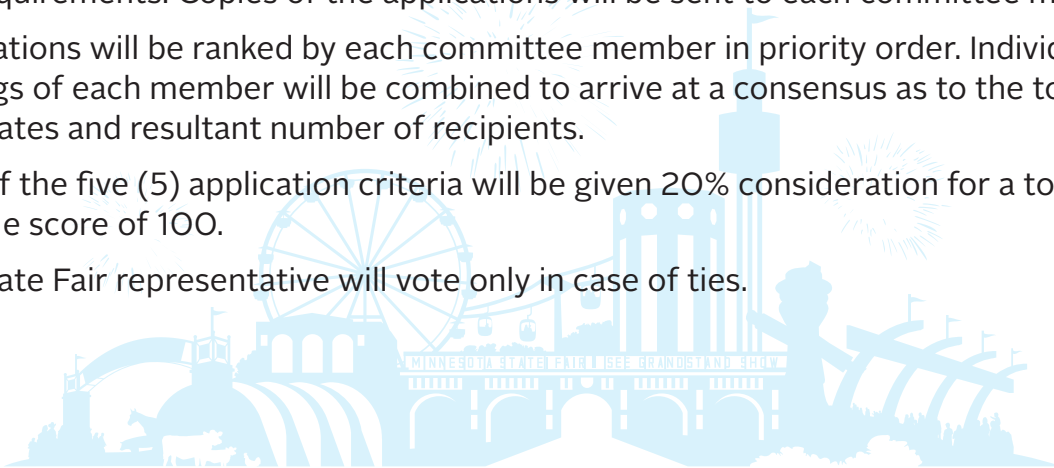 quirements. Copies of the applications will be sent to each committee m
ations will be ranked by each committee member in priority order. Individ
gs of each member will be combined to arrive at a consensus as to the to
ates and resultant number of recipients.
f the five (5) application criteria will be given 20% consideration for a to
e score of 100.
ate Fair representative will vote only in case of ties.
MINNESOTA STATE FAIR SEE GRANDSTAND SHOW